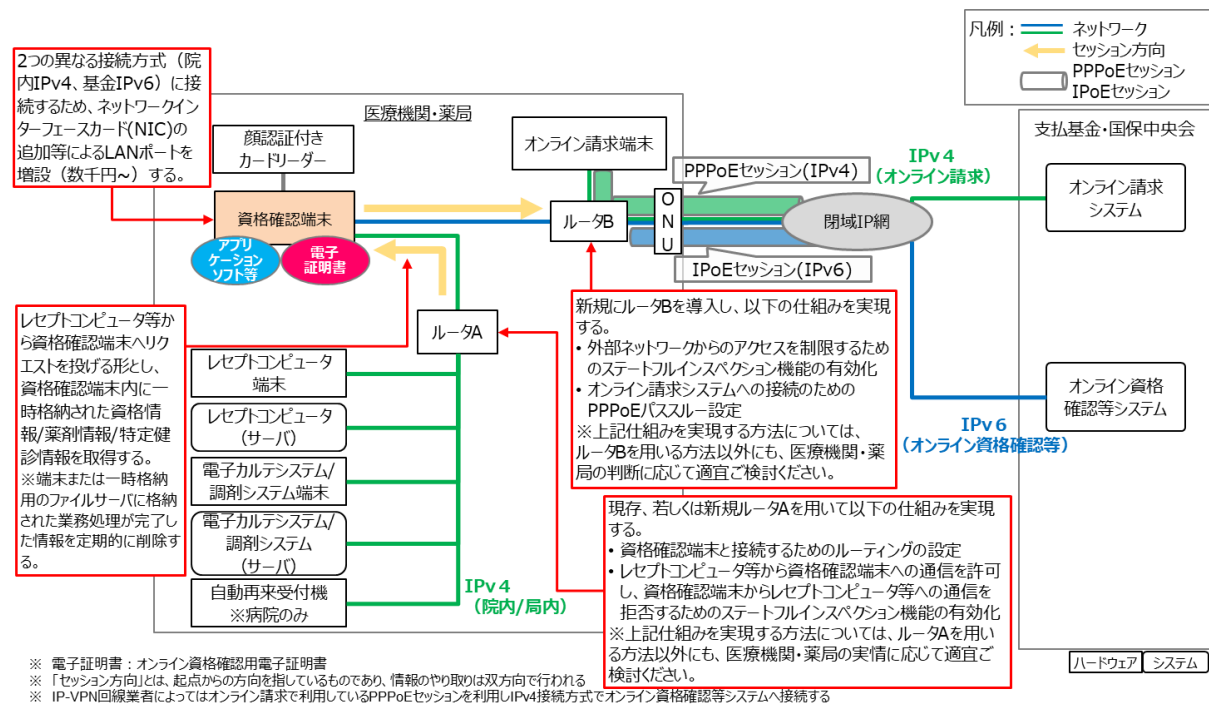 凡例：
ネットワーク
セッション方向
PPPoEセッション
IPoEセッション
2つの異なる接続方式（院
内IPv4、基金IPv6）に接
続するため、ネットワークイン
ターフェースカード(NIC)の
追加等によるLANポートを
増設（数千円~）する。
医療機関・薬局
顔認証付き
カードリーダー
資格確認端末
アプリ
ケーション
ソフト等
電子
証明書
オンライン請求端末
ルータB
ONU
PPPoEセッション(IPv4)
IPoEセッション(IPv6)
閉域IP網
IPv４
（オンライン請求）
支払基金・国保中央会
オンライン請求
システム
オンライン資格
確認等システム
IPv６
（オンライン資格確認等）
レセプトコンピュータ等か
ら資格確認端末へリク
エストを投げる形とし、
資格確認端末内に一
時格納された資格情
報/薬剤情報/特定健
診情報を取得する。
※端末または一時格納
用のファイルサーバに格納
された業務処理が完了し
た情報を定期的に削除す
る。
ルータA
レセプトコンピュータ
端末
レセプトコンピュータ
（サーバ）
電子カルテシステム/
調剤システム端末
電子カルテシステム/
調剤システム
（サーバ）
自動再来受付機
※病院のみ
IPv４
（院内/局内）
新規にルータBを導入し、以下の仕組みを実現
する。
• 外部ネットワークからのアクセスを制限するため
のステートフルインスペクション機能の有効化
• オンライン請求システムへの接続のための
PPPoEパススルー設定
※上記仕組みを実現する方法については、
ルータBを用いる方法以外にも、医療機関・薬
局の判断に応じて適宜ご検討ください。
現存、若しくは新規ルータAを用いて以下の仕組みを実現
する。
• 資格確認端末と接続するためのルーティングの設定
• レセプトコンピュータ等から資格確認端末への通信を許可
し、資格確認端末からレセプトコンピュータ等への通信を
拒否するためのステートフルインスペクション機能の有効化
※上記仕組みを実現する方法については、ルータAを用い
る方法以外にも、医療機関・薬局の実情に応じて適宜ご
検討ください。
ハードウェア
システム
※ 電子証明書：オンライン資格確認用電子証明書
※ 「セッション方向」とは、起点からの方向を指しているものであり、情報のやり取りは双方向で行われる
※ IP-VPN回線業者によってはオンライン請求で利用しているPPPoEセッションを利用しIPv4接続方式でオンライン資格確認等システムへ接続する